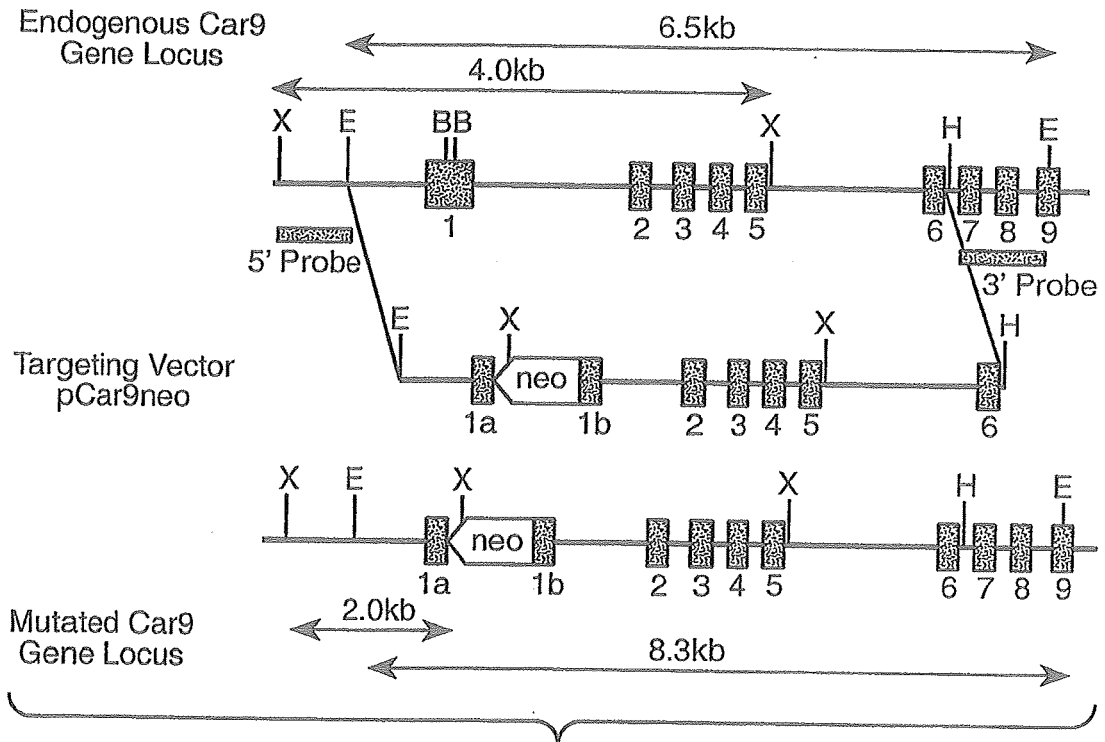 Endogenous Car9
Gene Locus
6.5kb
4.0kb
X E BB X H E
1 2 3 4 5 6 7 8 9
5' Probe
3' Probe
E X X H
Targeting Vector
pCar9neo
neo
1a 1b 2 3 4 5 6
X E X X H E
neo
1a 1b 2 3 4 5 6 7 8 9
Mutated Car9
Gene Locus
2.0kb
8.3kb